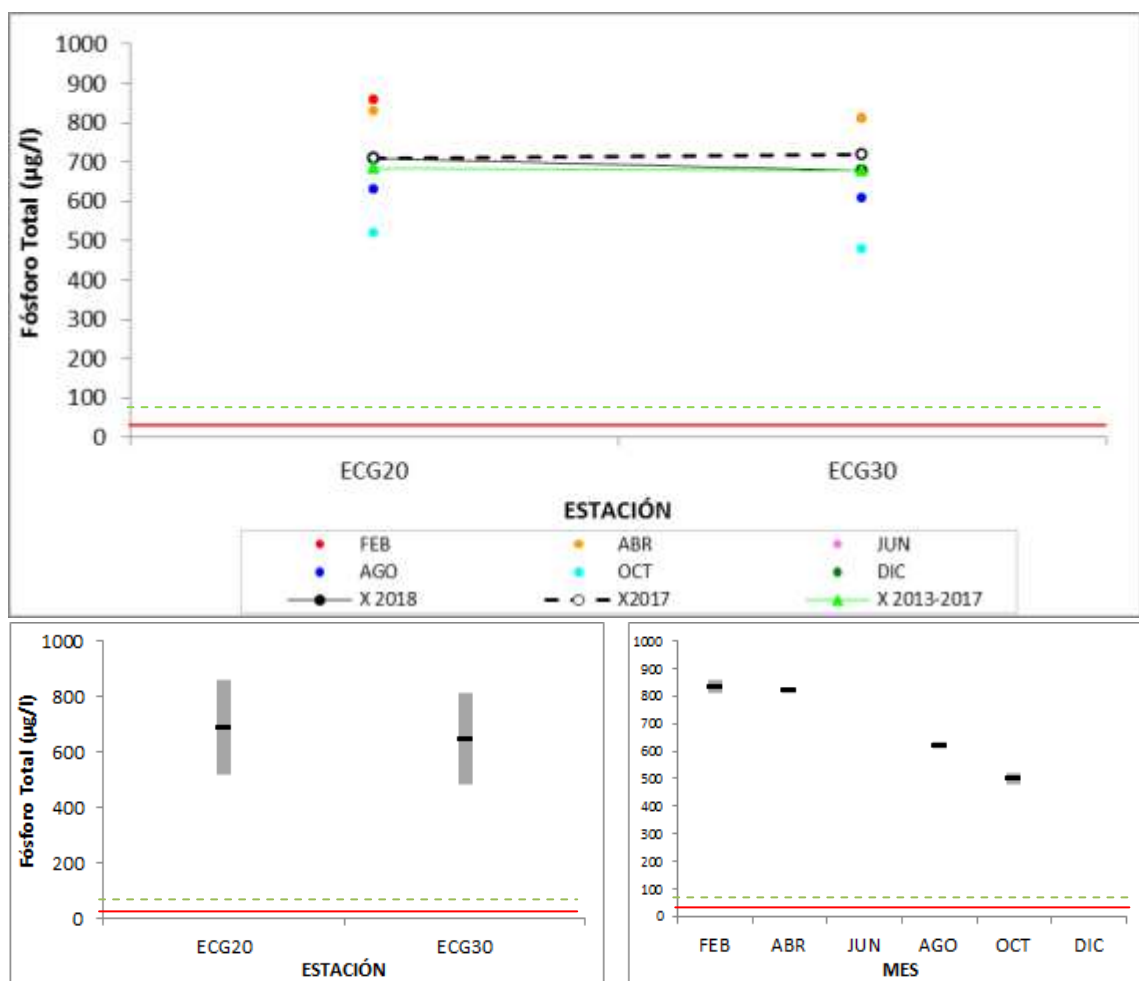 Fósforo Total (µg/l)
1000
900
800
700
600
500
400
300
200
100
0
ECG20 ECG30
ESTACIÓN
FEB ABR JUN
AGO OCT DIC
X 2018 X2017 X 2013-2017
Fósforo Total (µg/l)
1000
800
600
400
200
0
ECG20 ECG30
ESTACIÓN
1000
900
800
700
600
500
400
300
200
100
0
FEB ABR JUN AGO OCT DIC
MES